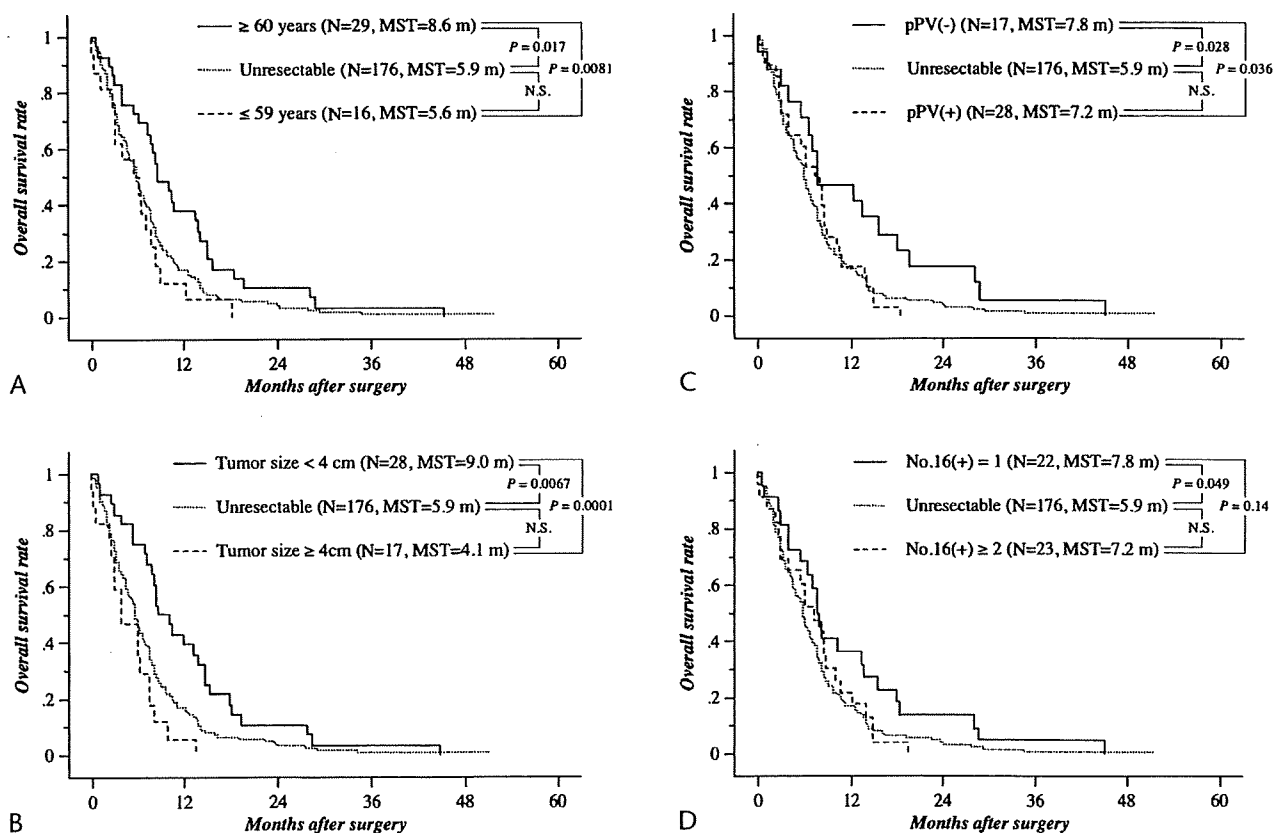 ≥ 60 years (N=29, MST=8.6 m)
P = 0.017
Unresectable (N=176, MST=5.9 m)
P = 0.0081
N.S.
≤ 59 years (N=16, MST=5.6 m)
Overall survival rate
1
.8
.6
.4
.2
0
0 12 24 36 48 60
Months after surgery
A
pPV(-) (N=17, MST=7.8 m)
P = 0.028
Unresectable (N=176, MST=5.9 m)
P = 0.036
N.S.
pPV(+) (N=28, MST=7.2 m)
Overall survival rate
1
.8
.6
.4
.2
0
0 12 24 36 48 60
Months after surgery
C
Tumor size < 4 cm (N=28, MST=9.0 m)
P = 0.0067
Unresectable (N=176, MST=5.9 m)
P = 0.0001
N.S.
Tumor size ≥ 4cm (N=17, MST=4.1 m)
Overall survival rate
1
.8
.6
.4
.2
0
0 12 24 36 48 60
Months after surgery
B
No.16(+) = 1 (N=22, MST=7.8 m)
P = 0.049
Unresectable (N=176, MST=5.9 m)
P = 0.14
N.S.
No.16(+) ≥ 2 (N=23, MST=7.2 m)
Overall survival rate
1
.8
.6
.4
.2
0
0 12 24 36 48 60
Months after surgery
D